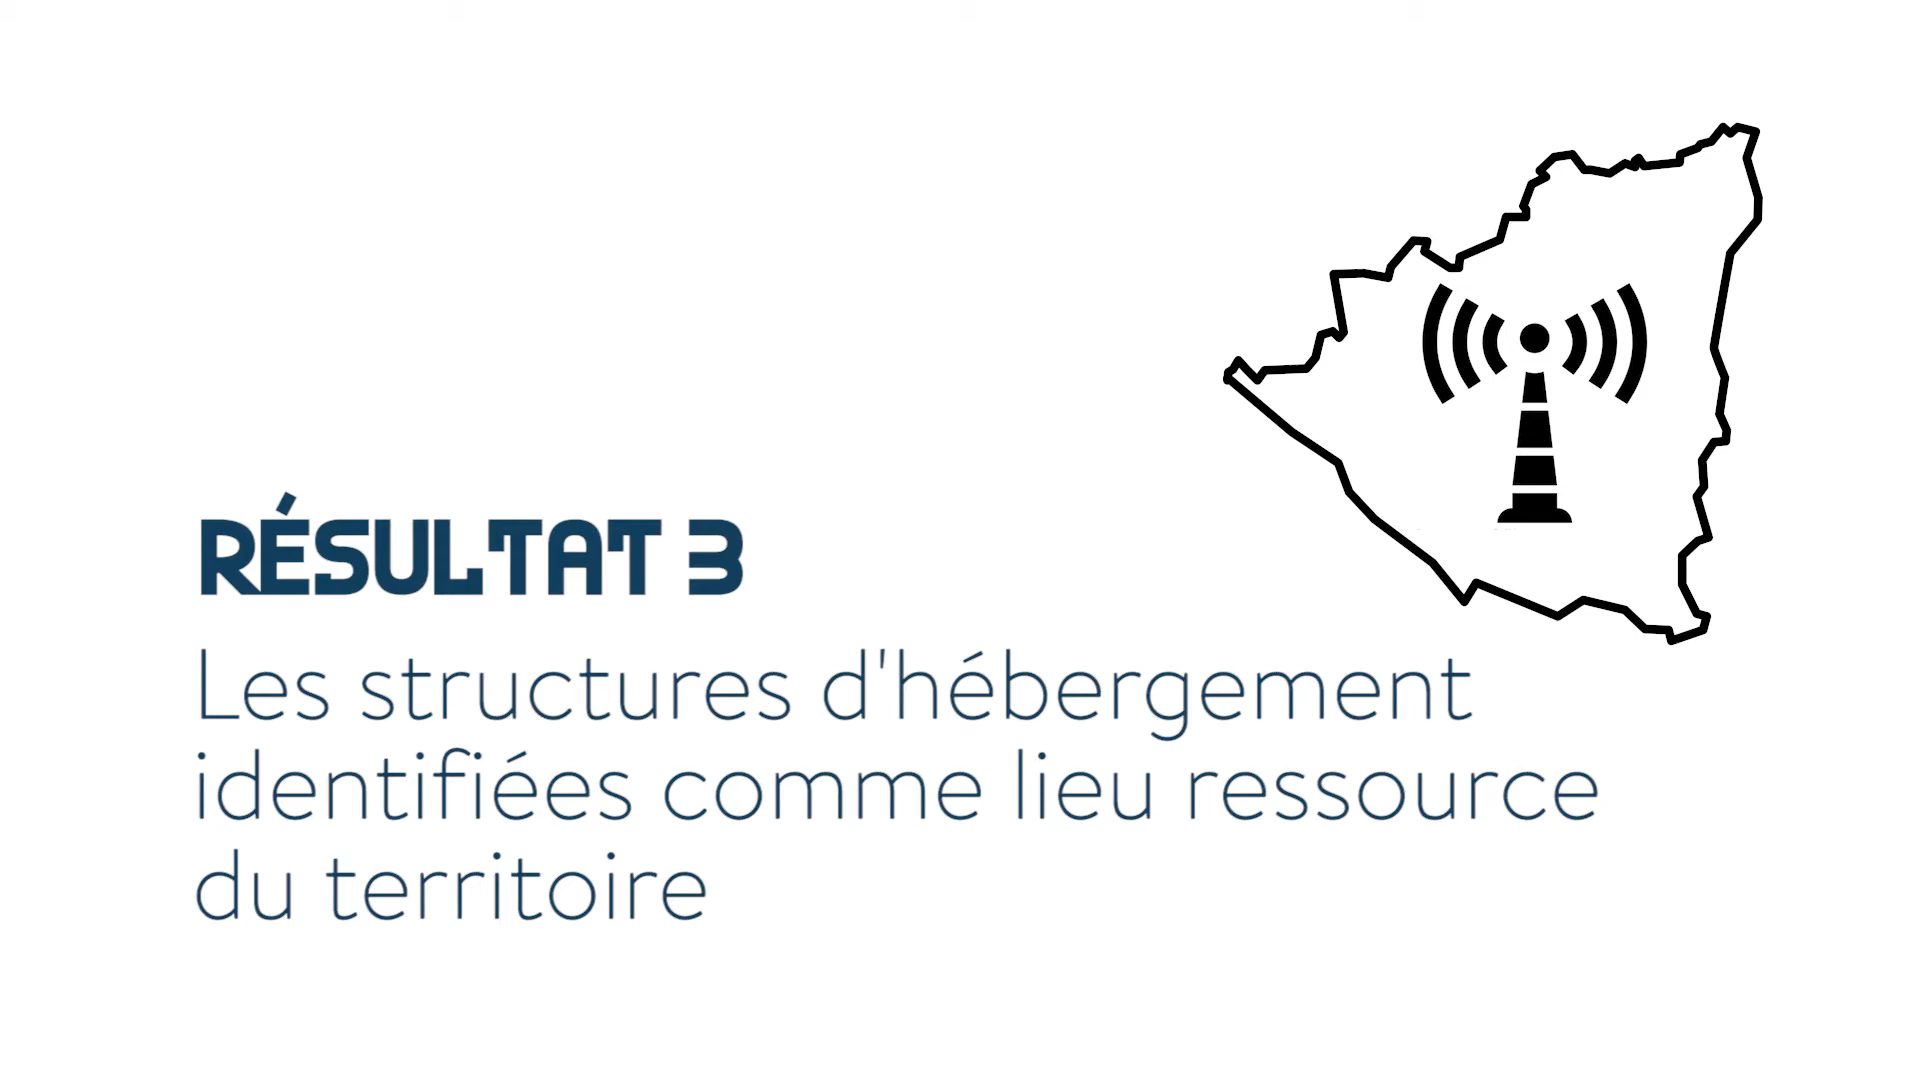 RÉSULTAT 3
Les structures d'hébergement
identifiées comme lieu ressource
du territoire